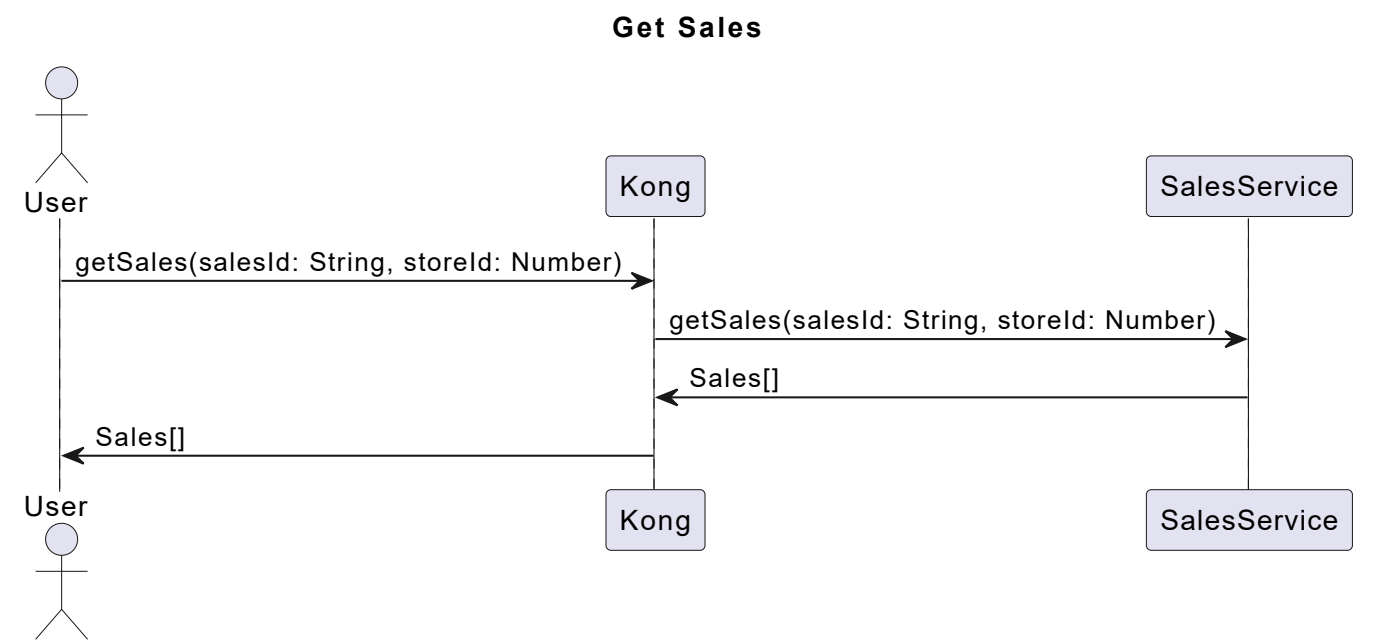 Get Sales
User
Kong
SalesService
getSales(salesId: String, storeId: Number)
getSales(salesId: String, storeId: Number)
Sales[]
Sales[]
User
Kong
SalesService